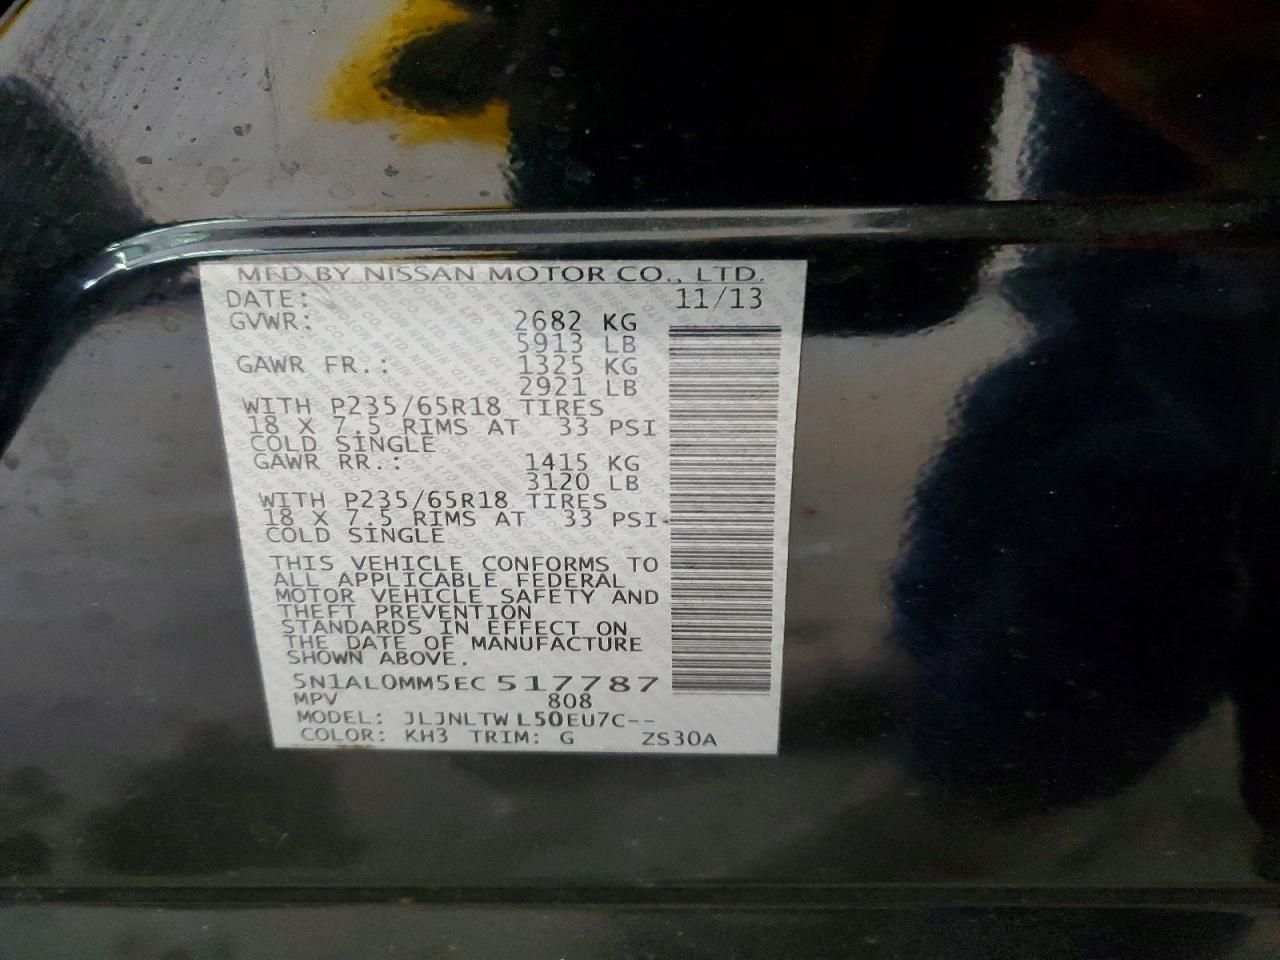 MFD BY NISSAN MOTOR CO., LTD.
DATE: 11/13
GVWR: 2682 KG
5913 LB
GAWR FR.: 1325 KG
2921 LB
WITH P235/65R18 TIRES
18 X 7.5 RIMS AT 33 PSI
COLD SINGLE
GAWR RR.: 1415 KG
3120 LB
WITH P235/65R18 TIRES
18 X 7.5 RIMS AT 33 PSI
COLD SINGLE
THIS VEHICLE CONFORMS TO
ALL APPLICABLE FEDERAL
MOTOR VEHICLE SAFETY AND
THEFT PREVENTION
STANDARDS IN EFFECT ON
THE DATE OF MANUFACTURE
SHOWN ABOVE.
5N1AL0MM5EC517787
MPV 808
MODEL: JLJNLTWL50EU7C--
COLOR: KH3 TRIM: G ZS30A